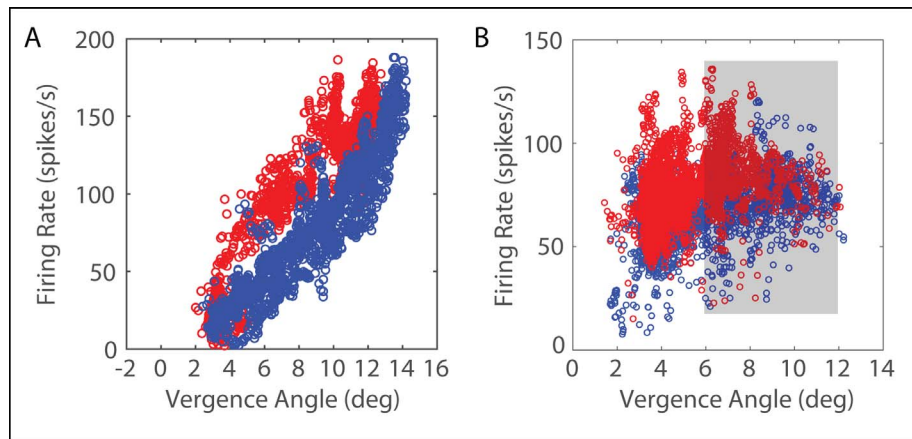 A
200
150
100
50
0
-2 0 2 4 6 8 10 12 14 16
Firing Rate (spikes/s)
Vergence Angle (deg)
B
150
100
50
0
0 2 4 6 8 10 12 14
Firing Rate (spikes/s)
Vergence Angle (deg)